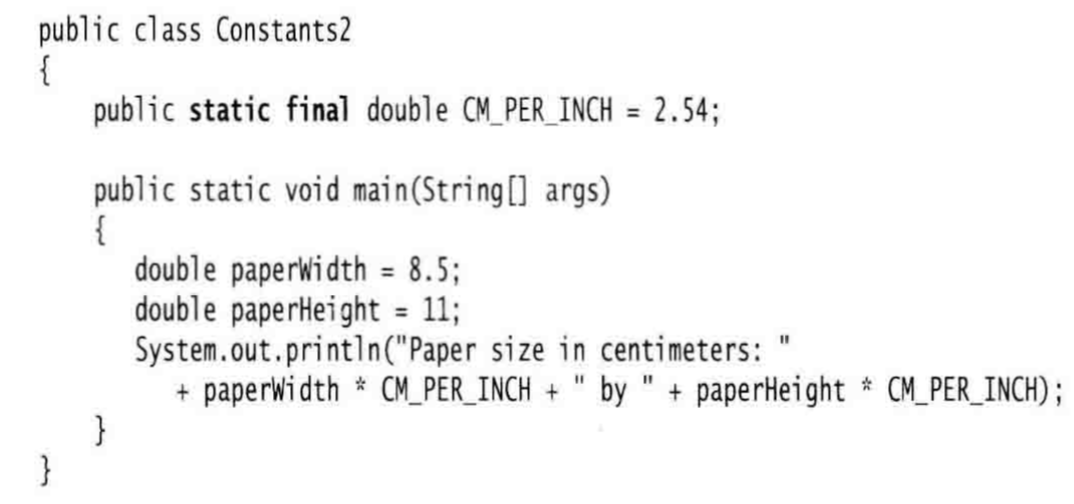 public class Constants2
{
public static final double CM_PER_INCH = 2.54;
public static void main(String[] args)
{
double paperWidth = 8.5;
double paperHeight = 11;
System.out.println("Paper size in centimeters: "
+ paperWidth * CM_PER_INCH + " by " + paperHeight * CM_PER_INCH);
}
}